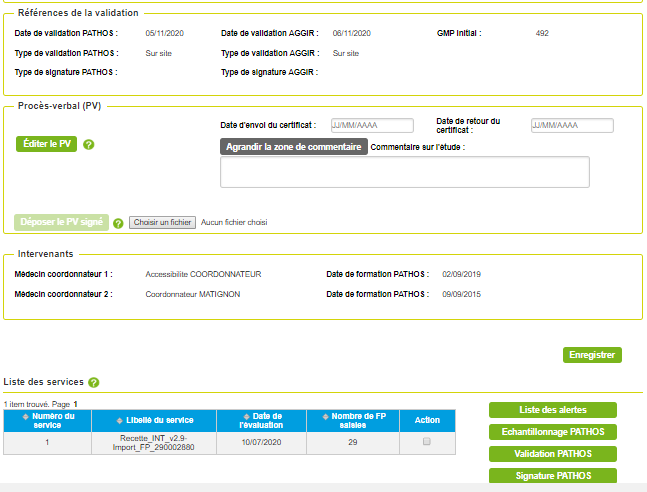 Références de la validation
Date de validation PATHOS : 05/11/2020 Date de validation AGGIR : 06/11/2020 GMP Initial : 492
Type de validation PATHOS : Sur site Type de validation AGGIR : Sur site
Type de signature PATHOS : Type de signature AGGIR :
Procès-verbal (PV)
Date d'envoi du certificat : JJ/MM/AAAA Date de retour du certificat : JJ/MM/AAAA
Éditer le PV ? Agrandir la zone de commentaire Commentaire sur l'étude :
Déposer le PV signé ? Choisir un fichier Aucun fichier choisi
Intervenants
Médecin coordonnateur 1 : Accessibilite COORDONNATEUR Date de formation PATHOS : 02/09/2019
Médecin coordonnateur 2 : Coordonnateur MATIGNON Date de formation PATHOS : 09/09/2015
Enregistrer
Liste des services ?
1 item trouvé. Page 1
Numéro du service Libellé du service Date de l'évaluation Nombre de FP saisies Action
1 Recette_INT_v2.9-Import_FP_290002880 10/07/2020 29
Liste des alertes
Echantillonnage PATHOS
Validation PATHOS
Signature PATHOS